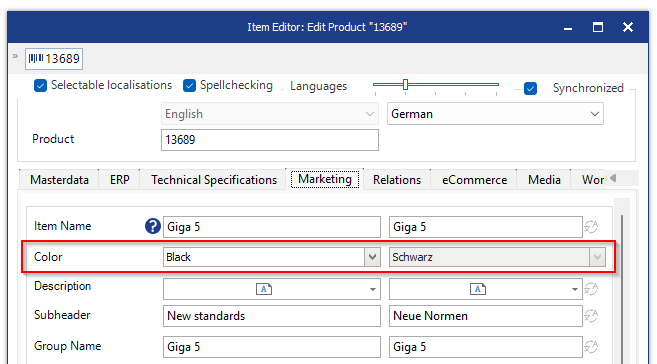 Item Editor: Edit Product "13689"
» 13689
Selectable localisations Spellchecking Languages Synchronized
English German
Product 13689
Masterdata ERP Technical Specifications Marketing Relations eCommerce Media Wor
Item Name ? Giga 5 Giga 5
Color Black Schwarz
Description A A
Subheader New standards Neue Normen
Group Name Giga 5 Giga 5